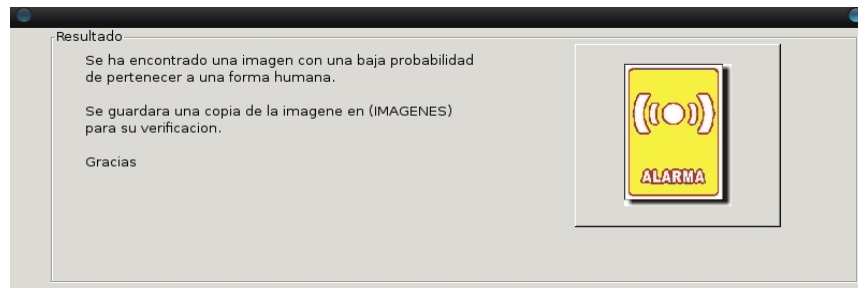 Resultado
Se ha encontrado una imagen con una baja probabilidad
de pertenecer a una forma humana.
Se guardara una copia de la imagene en (IMAGENES)
para su verificacion.
Gracias
ALARMA